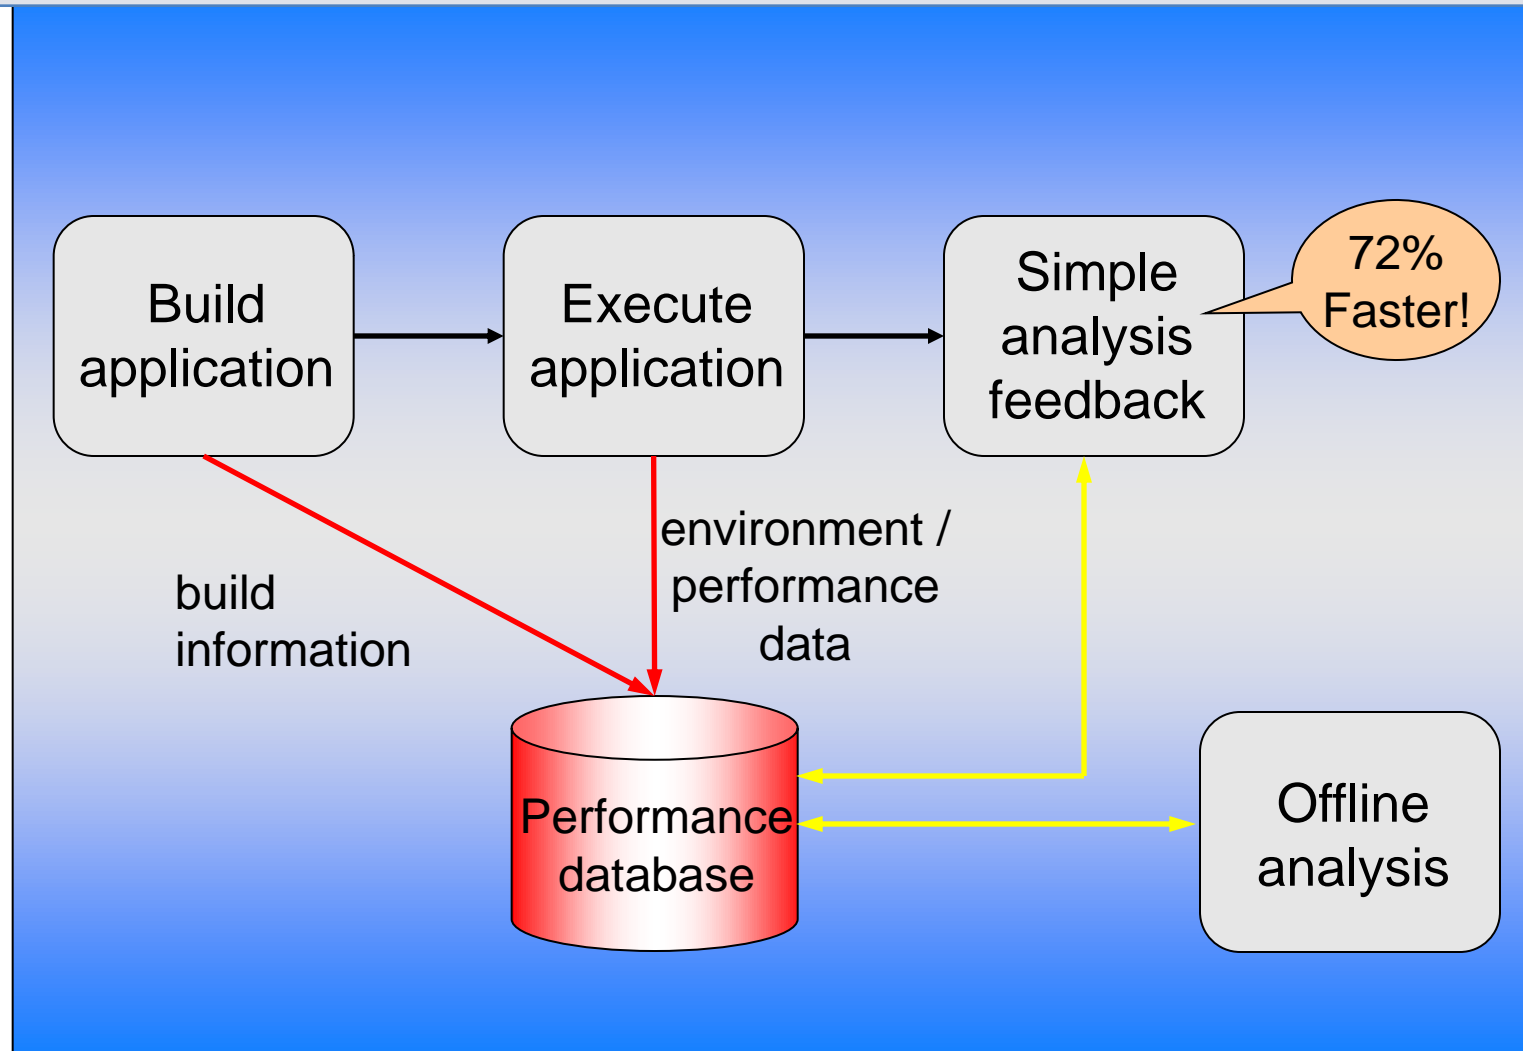 Build
application
Execute
application
Simple
analysis
feedback
72%
Faster!
build
information
environment /
performance
data
Performance
database
Offline
analysis